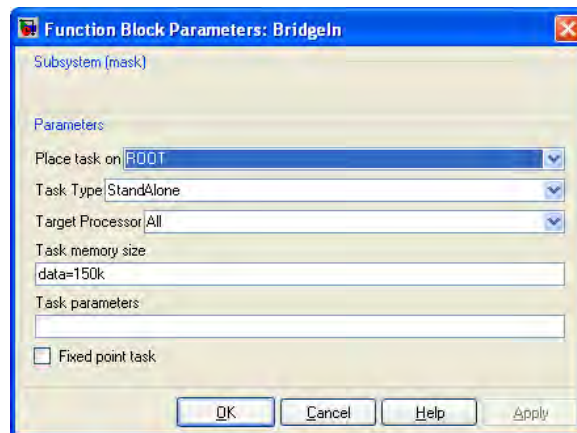 Function Block Parameters: BridgeIn
Subsystem (mask)
Parameters
Place task on ROOT
Task Type StandAlone
Target Processor All
Task memory size
data=150k
Task parameters
Fixed point task
OK Cancel Help Apply